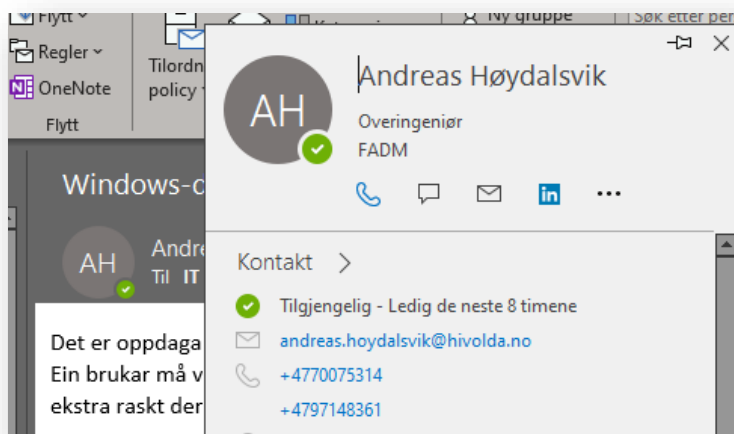 Flytt
Regler
OneNote
Flytt
Tilordn
policy
Ny gruppe
Søk etter per
Windows-o
AH
Andre
Til IT
Det er oppdaga
Ein brukar må v
ekstra raskt der
AH
Andreas Høydalsvik
Overingeniør
FADM
in
Kontakt
Tilgjengelig - Ledig de neste 8 timene
andreas.hoydalsvik@hivolda.no
+4770075314
+4797148361